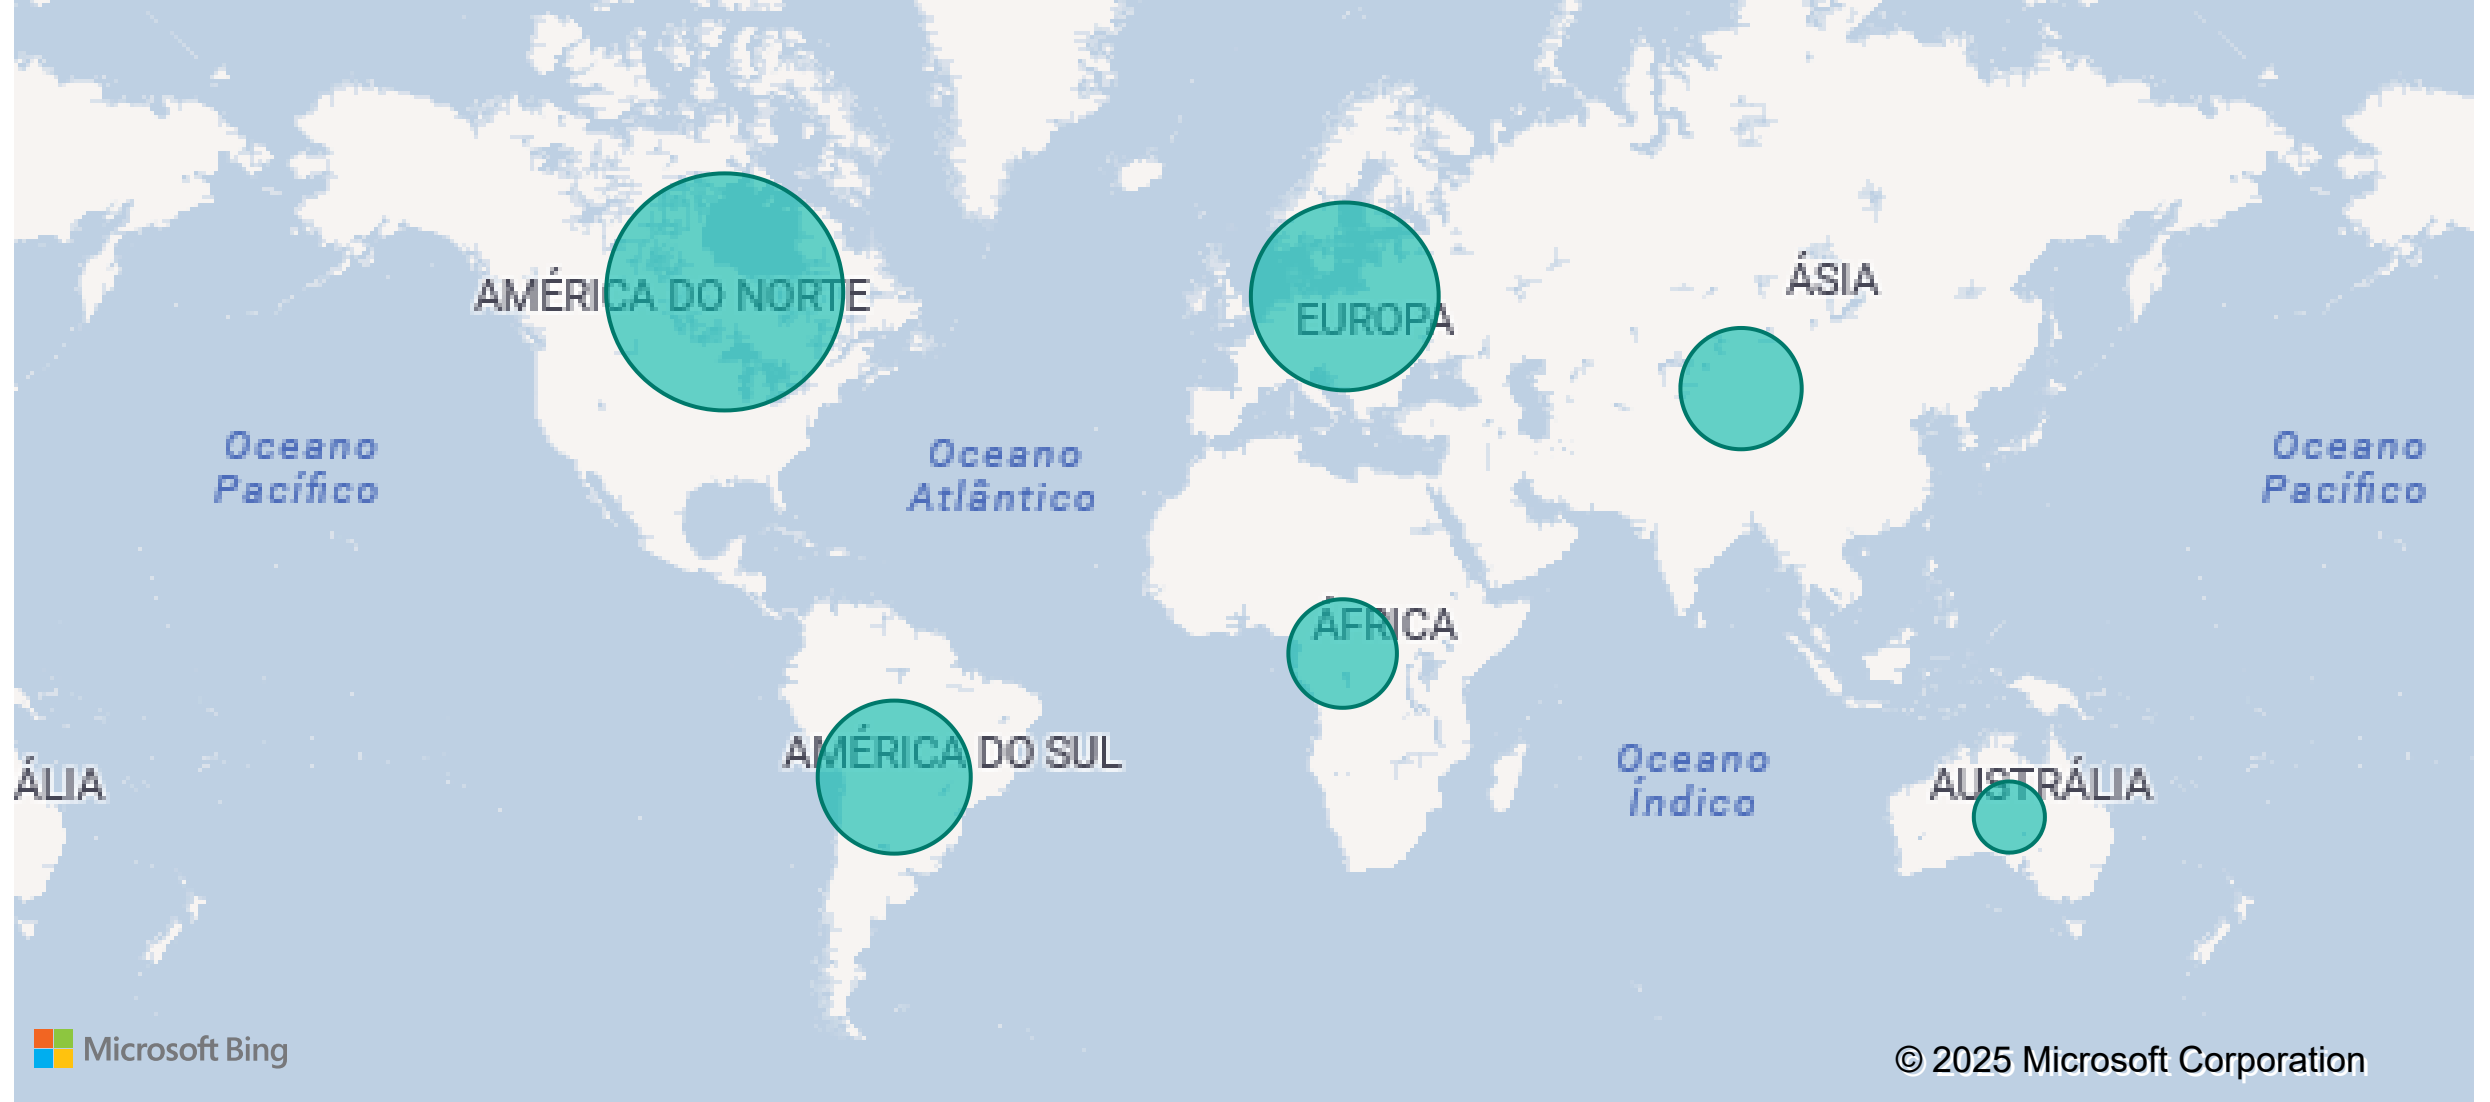 AMÉRICA DO NORTE
EUROPA
ÁSIA
Oceano
Pacífico
Oceano
Atlântico
Oceano
Pacífico
ÁFRICA
AMÉRICA DO SUL
Oceano
Índico
ÁLIA
AUSTRÁLIA
Microsoft Bing
© 2025 Microsoft Corporation